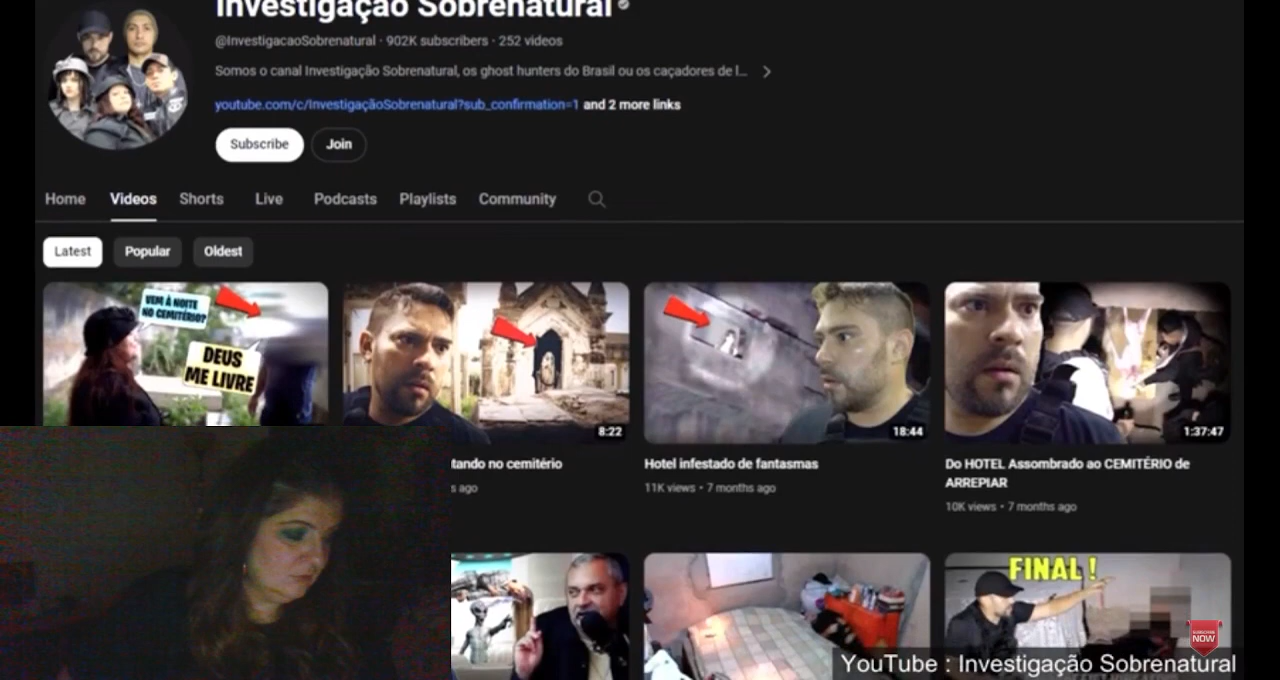 Investigação Sobrenatural
@InvestigacaoSobrenatural · 902K subscribers · 252 videos
Somos o canal Investigação Sobrenatural, os ghost hunters do Brasil ou os caçadores de l...
youtube.com/c/InvestigaçãoSobrenatural?sub_confirmation=1 and 2 more links
Subscribe
Join
Home
Videos
Shorts
Live
Podcasts
Playlists
Community
Latest
Popular
Oldest
VEM À NOITE
NO CEMITÉRIO?
DEUS
ME LIVRE
8:22
18:44
1:37:47
tando no cemitério
s ago
Hotel infestado de fantasmas
11K views • 7 months ago
Do HOTEL Assombrado ao CEMITÉRIO de
ARREPIAR
10K views • 7 months ago
FINAL !
SUBSCRIBE
NOW
YouTube : Investigação Sobrenatural